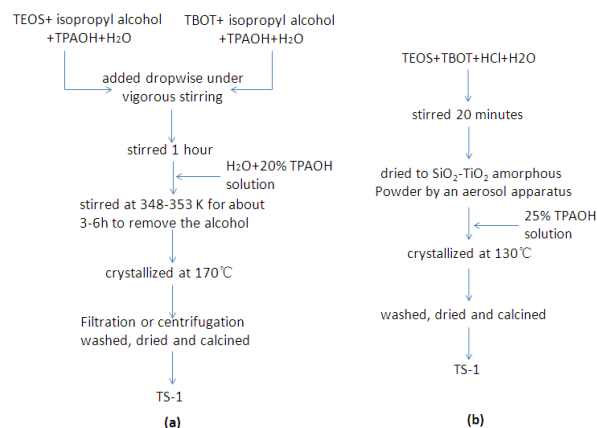 TEOS+ isopropyl alcohol
+TPAOH+H2O
TBOT+ isopropyl alcohol
+TPAOH+H2O
added dropwise under
vigorous stirring
stirred 1 hour
H2O+20% TPAOH
solution
stirred at 348-353 K for about
3-6h to remove the alcohol
crystallized at 170℃
Filtration or centrifugation
washed, dried and calcined
TS-1
(a)
TEOS+TBOT+HCl+H2O
stirred 20 minutes
dried to SiO₂-TiO₂ amorphous
Powder by an aerosol apparatus
25% TPAOH
solution
crystallized at 130℃
washed, dried and calcined
TS-1
(b)